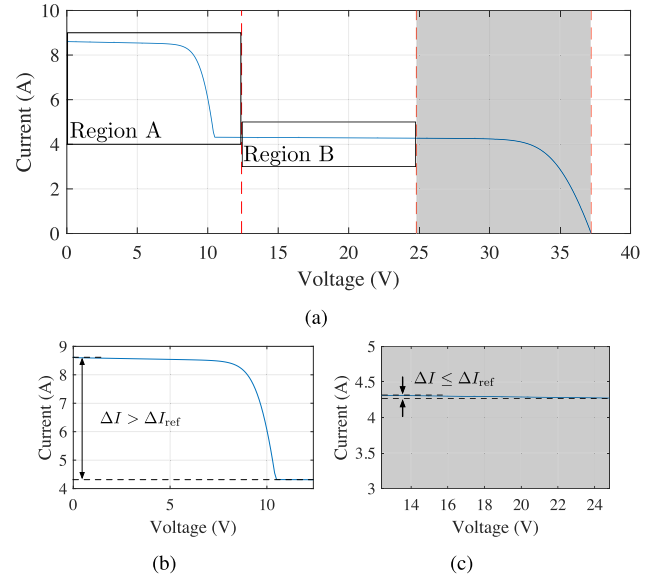 10
8
6
4
2
0
Current (A)
Region A
Region B
0 5 10 15 20 25 30 35 40
Voltage (V)
(a)
9
8
7
6
5
4
Current (A)
ΔI > ΔI_ref
0 5 10
Voltage (V)
(b)
5
4.5
4
3.5
3
Current (A)
ΔI ≤ ΔI_ref
14 16 18 20 22 24
Voltage (V)
(c)